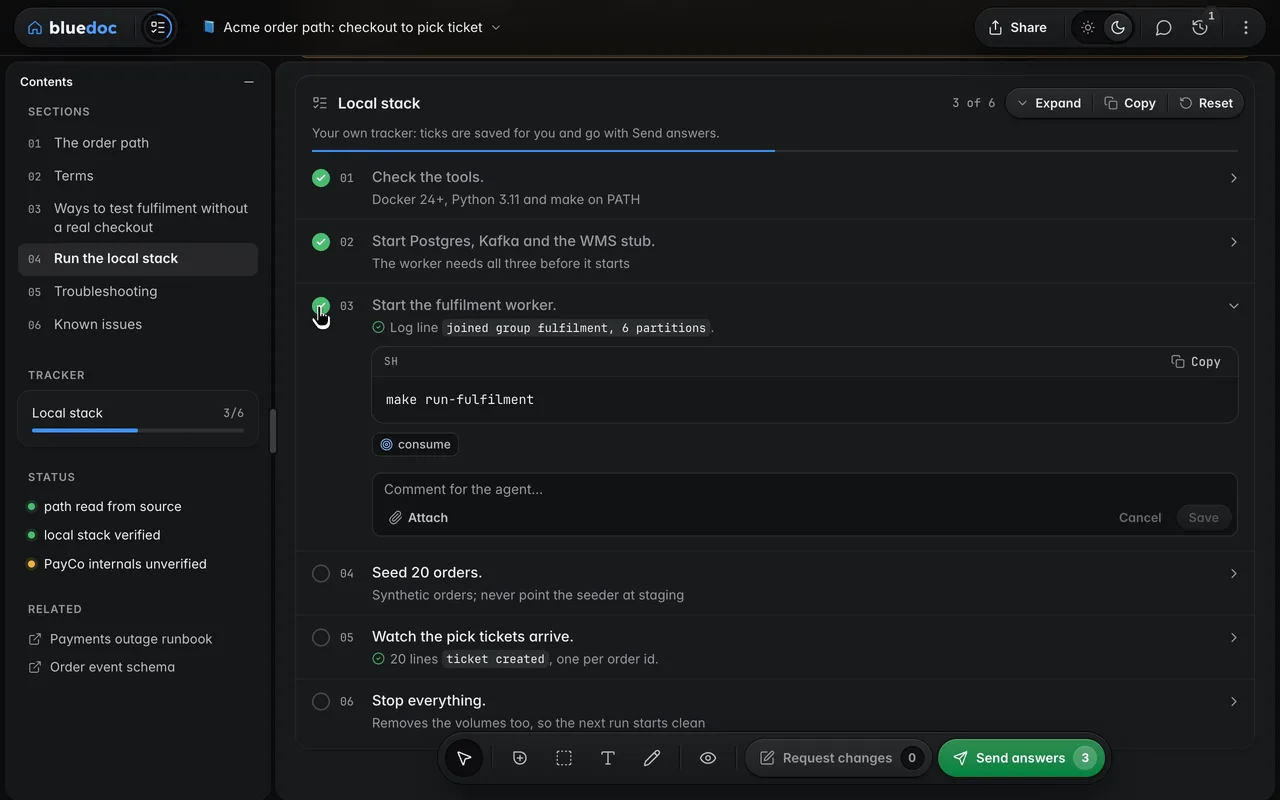 bluedoc
Acme order path: checkout to pick ticket
Share
1
Contents
SECTIONS
01 The order path
02 Terms
03 Ways to test fulfilment without
a real checkout
04 Run the local stack
05 Troubleshooting
06 Known issues
TRACKER
Local stack 3/6
STATUS
path read from source
local stack verified
PayCo internals unverified
RELATED
Payments outage runbook
Order event schema
Local stack
3 of 6
Expand
Copy
Reset
Your own tracker: ticks are saved for you and go with Send answers.
01 Check the tools.
Docker 24+, Python 3.11 and make on PATH
02 Start Postgres, Kafka and the WMS stub.
The worker needs all three before it starts
03 Start the fulfilment worker.
Log line joined group fulfilment, 6 partitions.
SH
Copy
make run-fulfilment
consume
Comment for the agent...
Attach
Cancel
Save
04 Seed 20 orders.
Synthetic orders; never point the seeder at staging
05 Watch the pick tickets arrive.
20 lines ticket created, one per order id.
06 Stop everything.
Removes the volumes too, so the next run starts clean
Request changes 0
Send answers 3